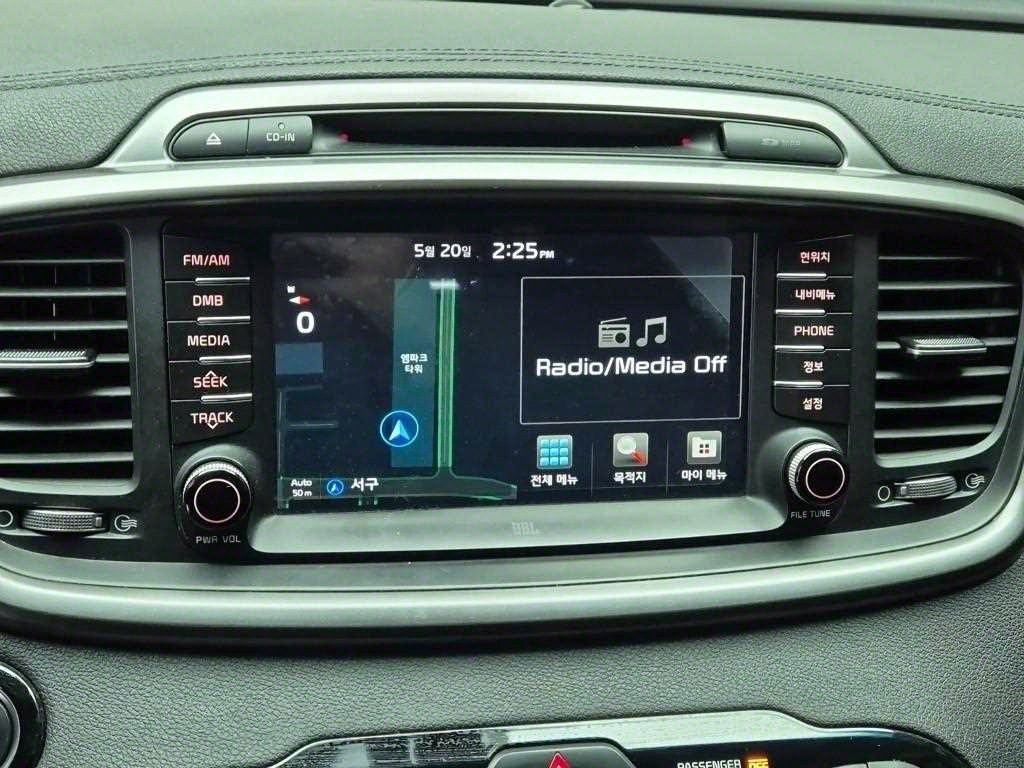 CD-IN
FM/AM
DMB
MEDIA
SEEK
TRACK
PWR VOL
5월 20일 2:25PM
0
엠파크
타워
Radio/Media Off
전체 메뉴
목적지
마이 메뉴
Auto
50 m
서구
JBL
현위치
내비메뉴
PHONE
정보
설정
FILE TUNE
PASSENGER
OFF